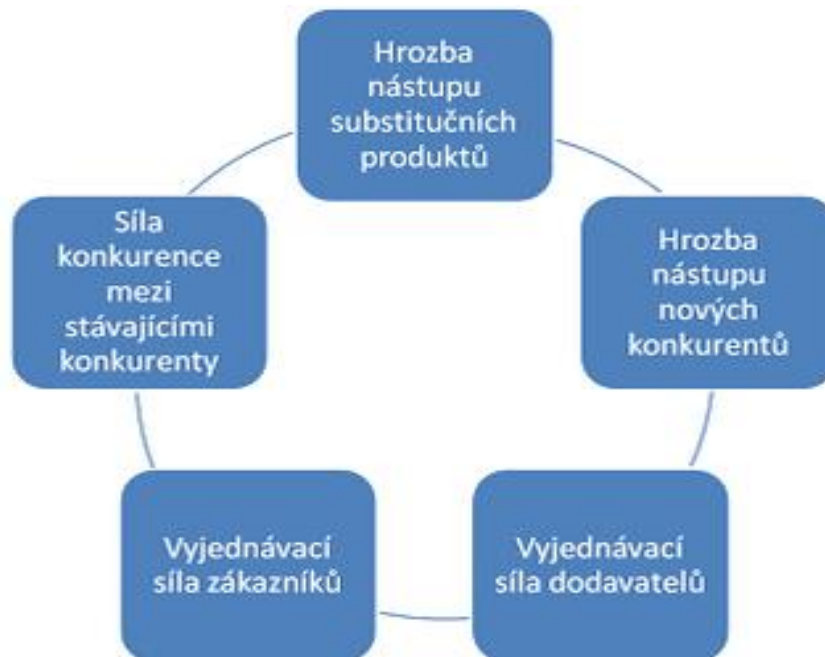 Hrozba
nástupu
substitučních
produktů
Hrozba
nástupu
nových
konkurentů
Vyjednávací
síla dodavatelů
Vyjednávací
síla zákazníků
Síla
konkurence
mezi
stávajícími
konkurenty